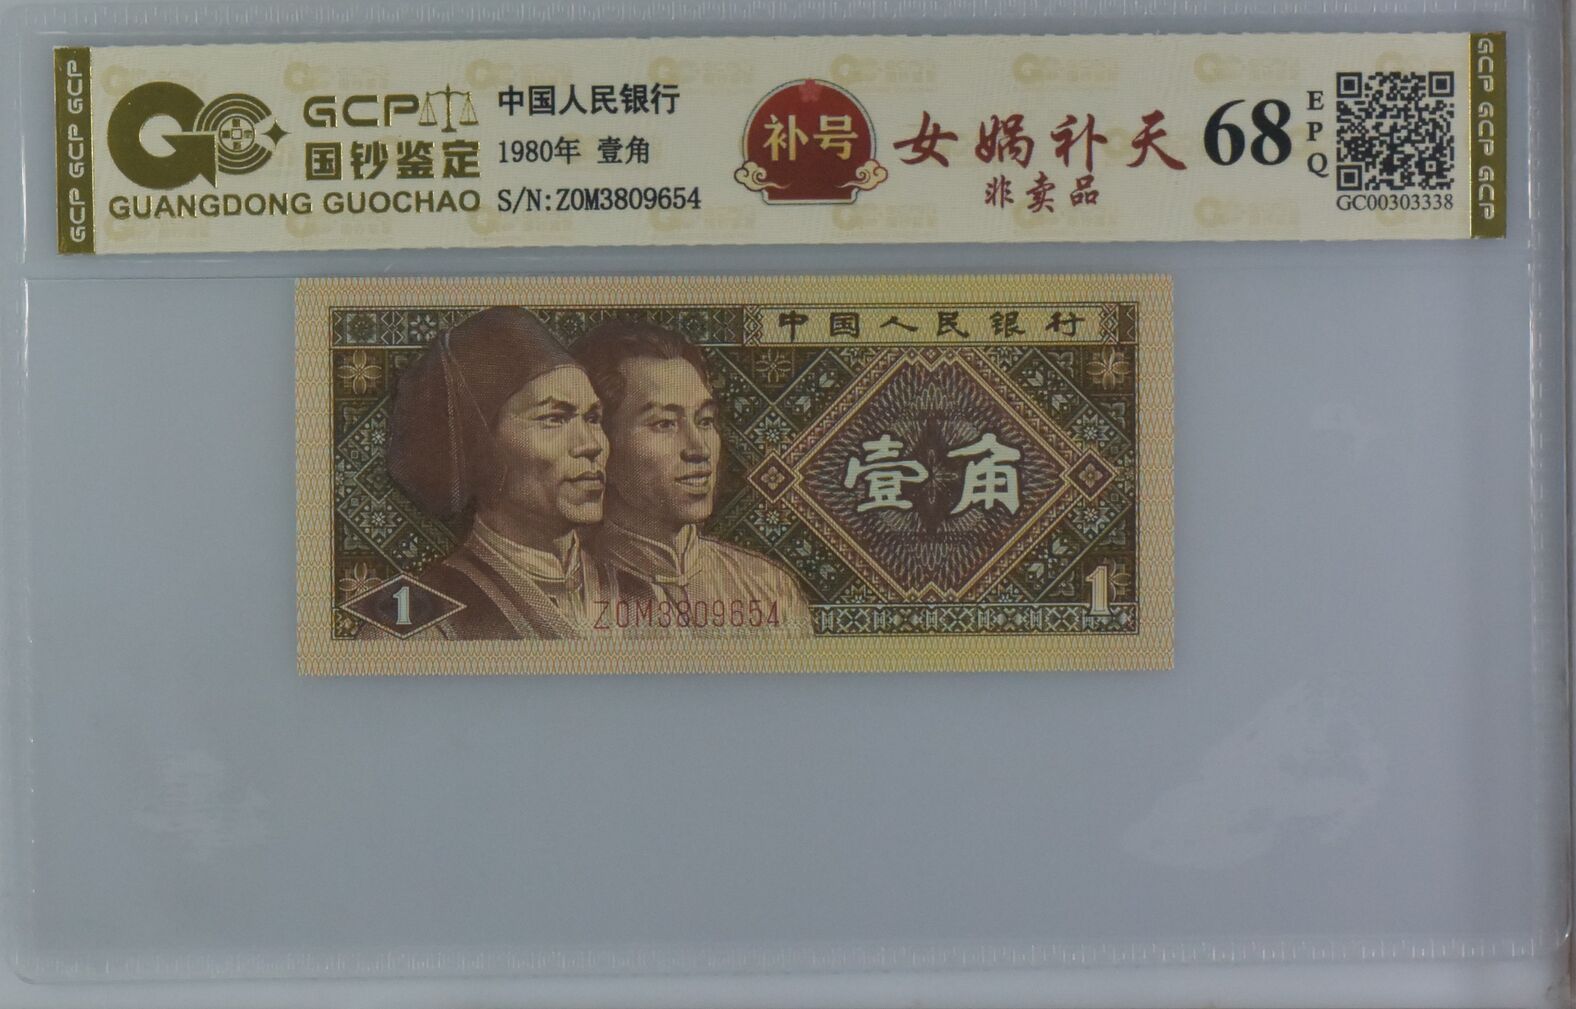 GCP GCP GCP
GCP
国钞鉴定
GUANGDONG GUOCHAO
中国人民银行
1980年 壹角
S/N:Z0M3809654
补号
女娲补天
非卖品
68
EPQ
GC00303338
GCP GCP GCP
中国人民银行
壹角
1
Z0M3809654
1